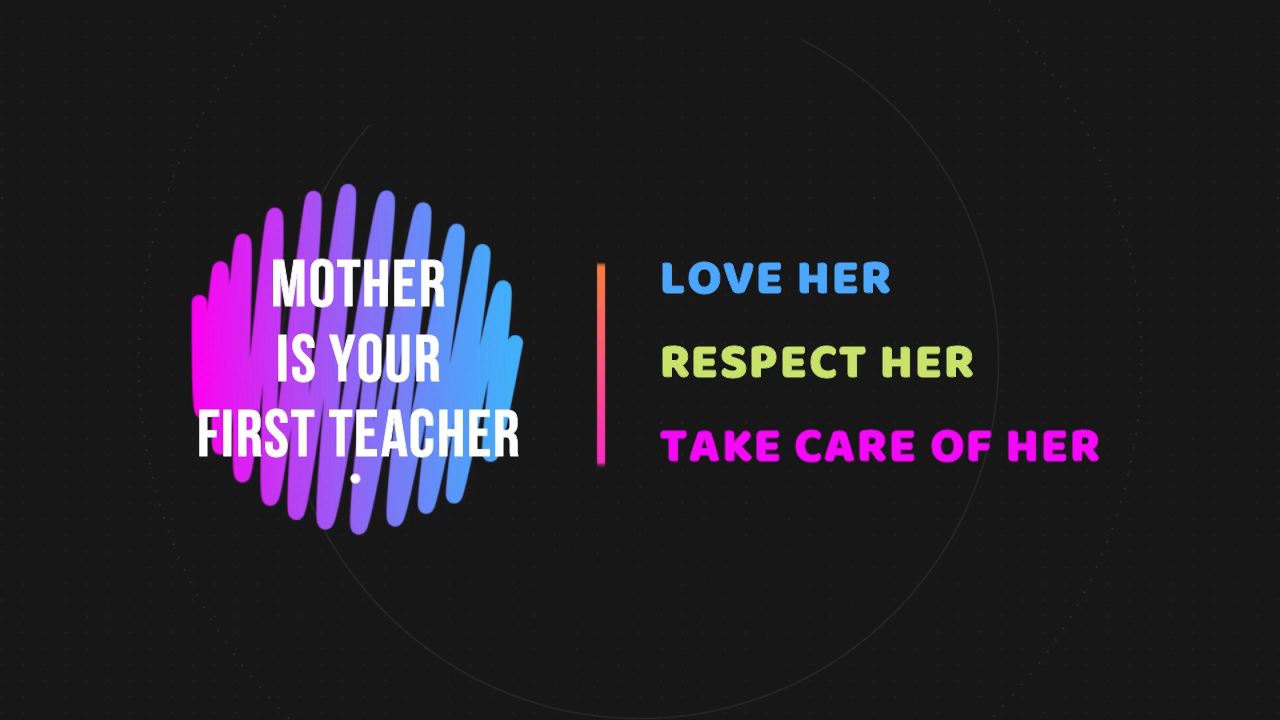 MOTHER
IS YOUR
FIRST TEACHER
LOVE HER
RESPECT HER
TAKE CARE OF HER